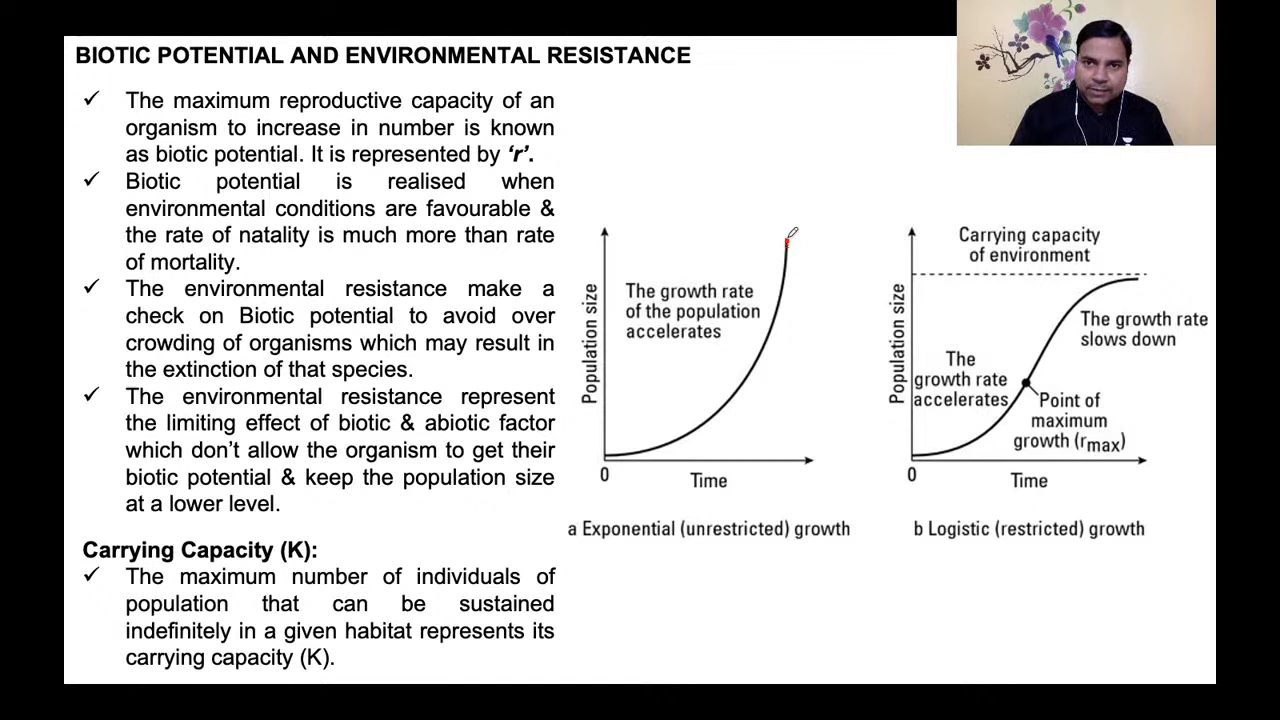 BIOTIC POTENTIAL AND ENVIRONMENTAL RESISTANCE
✓ The maximum reproductive capacity of an
organism to increase in number is known
as biotic potential. It is represented by ‘r’.
✓ Biotic potential is realised when
environmental conditions are favourable &
the rate of natality is much more than rate
of mortality.
✓ The environmental resistance make a
check on Biotic potential to avoid over
crowding of organisms which may result in
the extinction of that species.
✓ The environmental resistance represent
the limiting effect of biotic & abiotic factor
which don’t allow the organism to get their
biotic potential & keep the population size
at a lower level.
Carrying Capacity (K):
✓ The maximum number of individuals of
population that can be sustained
indefinitely in a given habitat represents its
carrying capacity (K).
Population size
The growth rate
of the population
accelerates
0
Time
a Exponential (unrestricted) growth
Carrying capacity
of environment
Population size
The growth rate
slows down
The
growth rate
accelerates
Point of
maximum
growth (rmax)
0
Time
b Logistic (restricted) growth